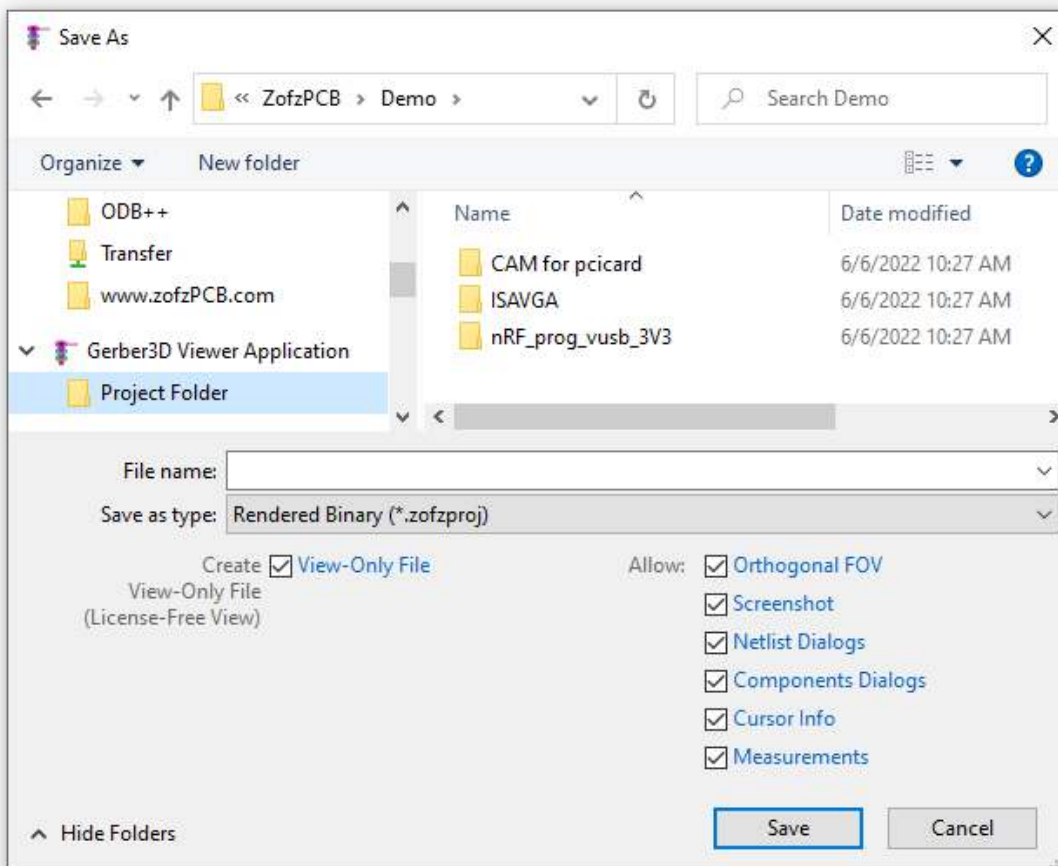 Save As
« ZofzPCB > Demo >
Search Demo
Organize
New folder
ODB++
Transfer
www.zofzPCB.com
Gerber3D Viewer Application
Project Folder
Name Date modified
CAM for pcicard 6/6/2022 10:27 AM
ISAVGA 6/6/2022 10:27 AM
nRF_prog_vusb_3V3 6/6/2022 10:27 AM
File name:
Save as type: Rendered Binary (*.zofzproj)
Create View-Only File
View-Only File
(License-Free View)
Allow: Orthogonal FOV
Screenshot
Netlist Dialogs
Components Dialogs
Cursor Info
Measurements
Hide Folders
Save
Cancel